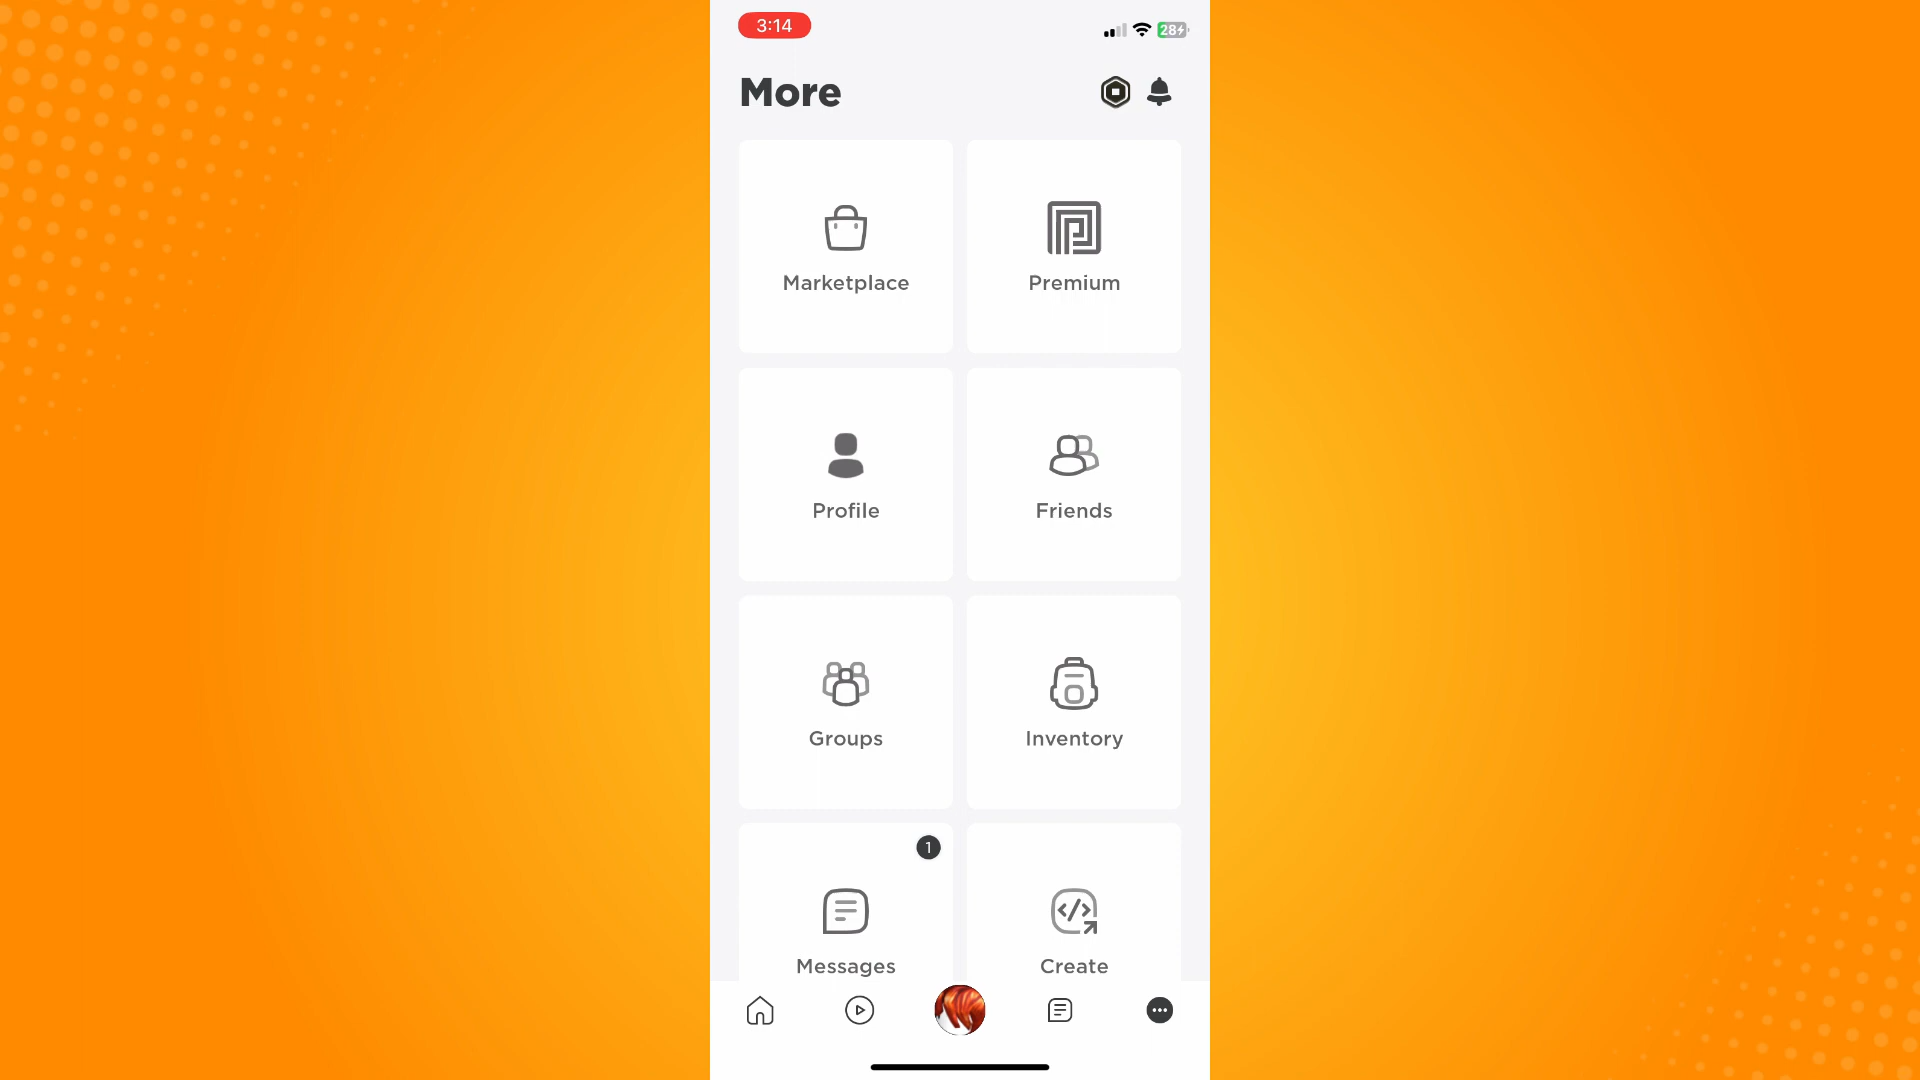 3:14
28
More
Marketplace
Premium
Profile
Friends
Groups
Inventory
1
Messages
Create